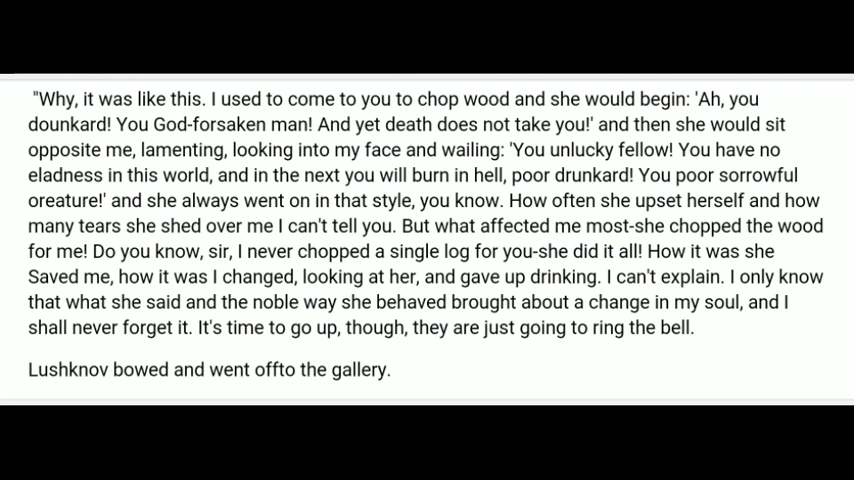 "Why, it was like this. I used to come to you to chop wood and she would begin: 'Ah, you
dounkard! You God-forsaken man! And yet death does not take you!' and then she would sit
opposite me, lamenting, looking into my face and wailing: 'You unlucky fellow! You have no
eladness in this world, and in the next you will burn in hell, poor drunkard! You poor sorrowful
oreature!' and she always went on in that style, you know. How often she upset herself and how
many tears she shed over me I can't tell you. But what affected me most-she chopped the wood
for me! Do you know, sir, I never chopped a single log for you-she did it all! How it was she
Saved me, how it was I changed, looking at her, and gave up drinking. I can't explain. I only know
that what she said and the noble way she behaved brought about a change in my soul, and I
shall never forget it. It's time to go up, though, they are just going to ring the bell.
Lushknov bowed and went offto the gallery.